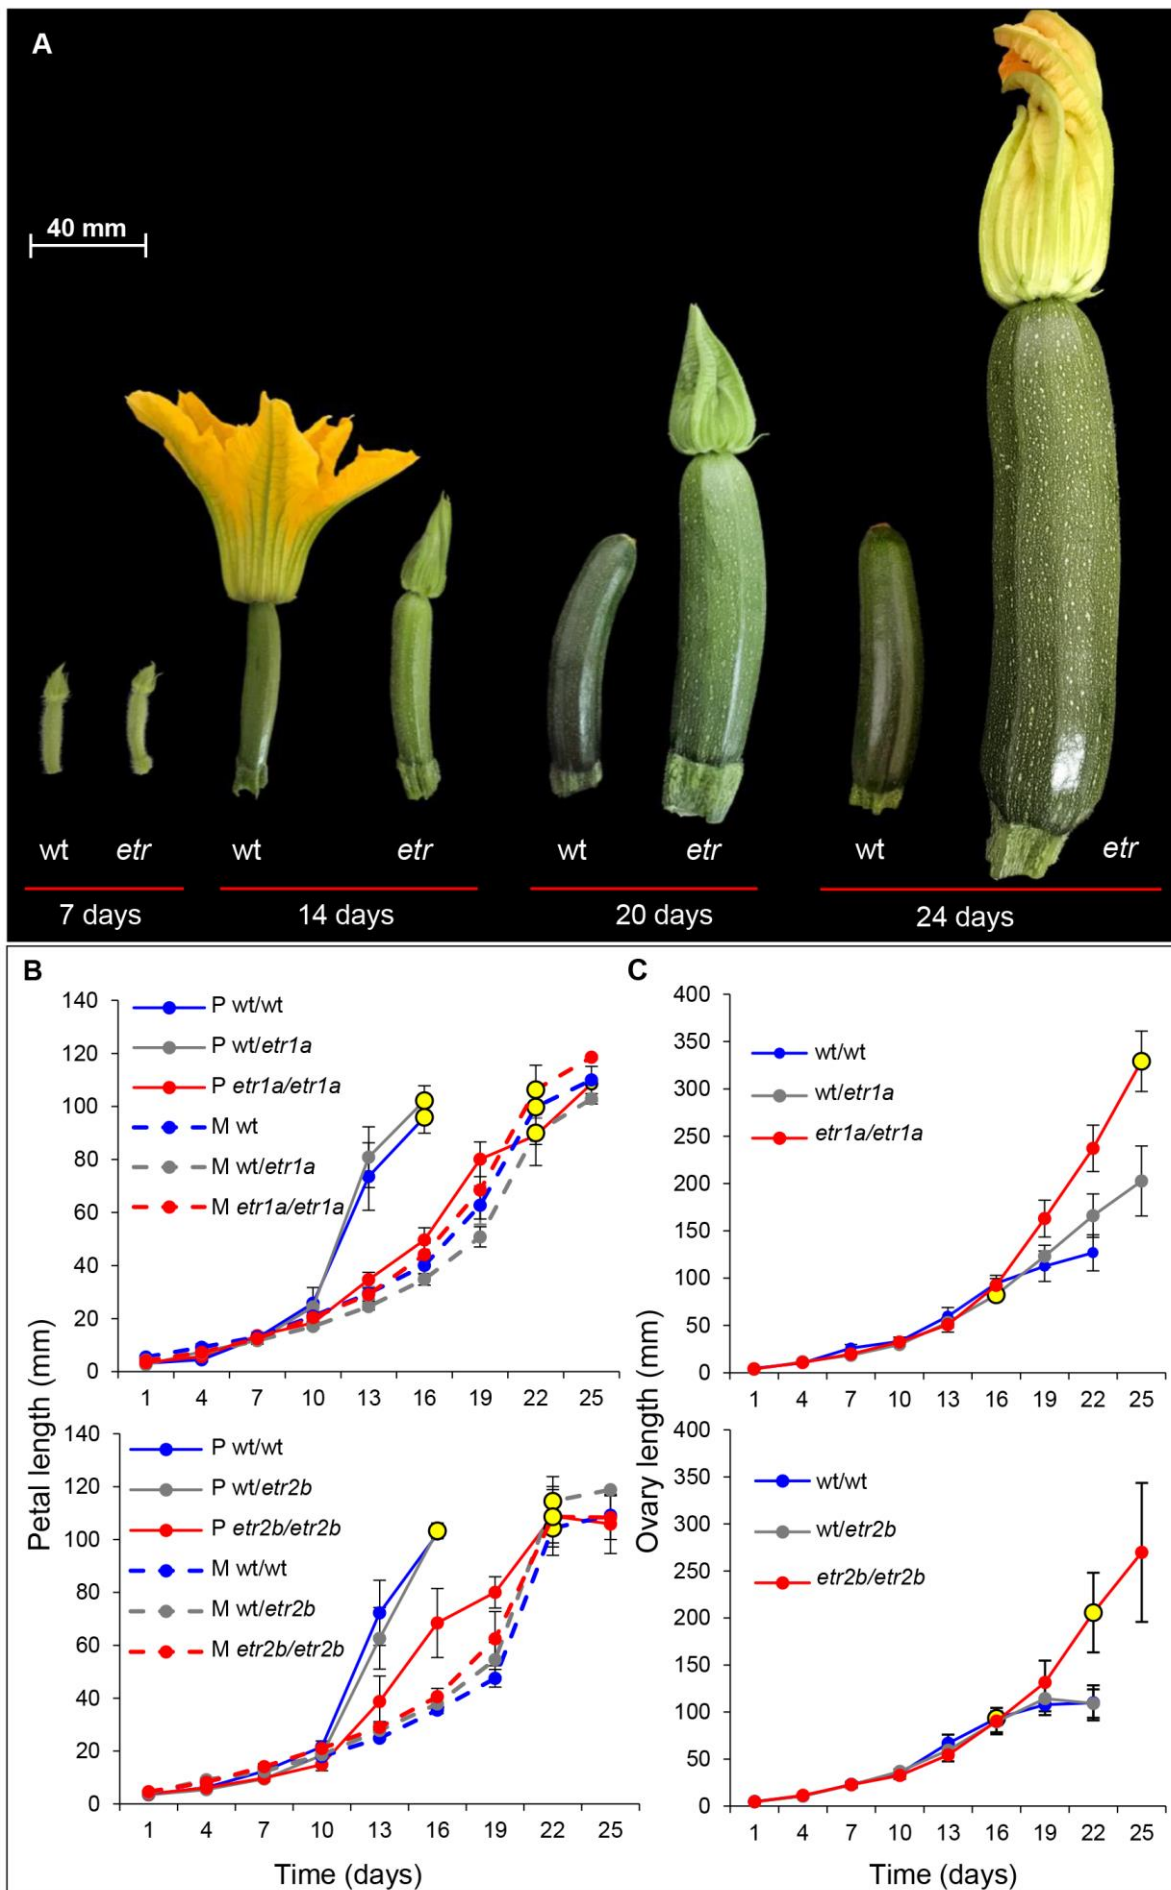 A
40 mm
wt etr wt etr wt etr wt etr
7 days 14 days 20 days 24 days
B
Petal length (mm)
140
120
100
80
60
40
20
0
P wt/wt
P wt/etr1a
P etr1a/etr1a
M wt
M wt/etr1a
M etr1a/etr1a
1 4 7 10 13 16 19 22 25
140
120
100
80
60
40
20
0
P wt/wt
P wt/etr2b
P etr2b/etr2b
M wt/wt
M wt/etr2b
M etr2b/etr2b
1 4 7 10 13 16 19 22 25
Time (days)
C
Ovary length (mm)
400
350
300
250
200
150
100
50
0
wt/wt
wt/etr1a
etr1a/etr1a
1 4 7 10 13 16 19 22 25
400
350
300
250
200
150
100
50
0
wt/wt
wt/etr2b
etr2b/etr2b
1 4 7 10 13 16 19 22 25
Time (days)